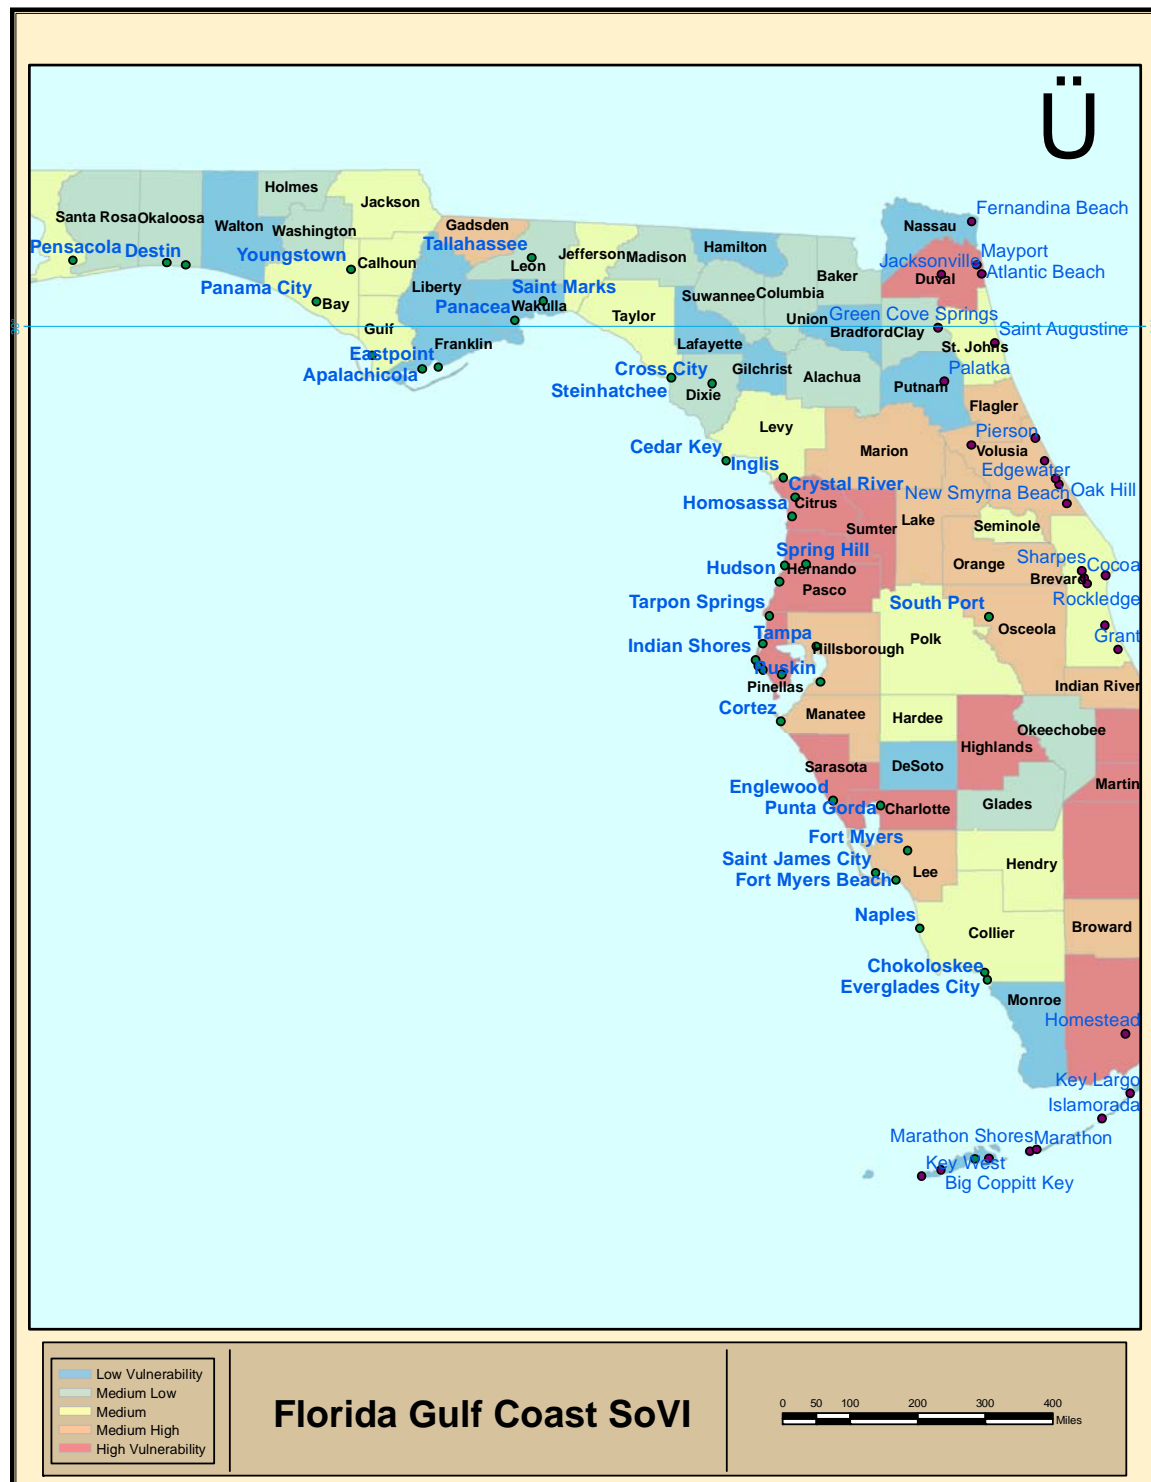 Ü
Holmes
Jackson
Santa Rosa
Okaloosa
Walton
Washington
Gadsden
Nassau
Fernandina Beach
Pensacola
Destin
Youngstown
Calhoun
Tallahassee
Leon
Jefferson
Madison
Hamilton
Baker
Jacksonville
Duval
Mayport
Atlantic Beach
Panama City
Bay
Liberty
Panacea
Saint Marks
Wakulla
Suwannee
Columbia
Taylor
Union
Green Cove Springs
Bradford
Clay
Saint Augustine
St. Johns
Gulf
Franklin
Eastpoint
Apalachicola
Lafayette
Cross City
Gilchrist
Alachua
Putnam
Palatka
Steinhatchee
Dixie
Flagler
Levy
Marion
Pierson
Volusia
Cedar Key
Inglis
Edgewater
Crystal River
New Smyrna Beach
Oak Hill
Homosassa
Citrus
Sumter
Lake
Seminole
Spring Hill
Hudson
Hernando
Orange
Sharpes
Cocoa
Brevard
Pasco
Rockledge
Tarpon Springs
South Port
Osceola
Grant
Indian Shores
Tampa
Hillsborough
Polk
Ruskin
Pinellas
Indian River
Cortez
Manatee
Hardee
Okeechobee
Highlands
Sarasota
DeSoto
Martin
Englewood
Punta Gorda
Charlotte
Glades
Fort Myers
Saint James City
Lee
Hendry
Fort Myers Beach
Naples
Collier
Broward
Chokoloskee
Everglades City
Monroe
Homestead
Key Largo
Islamorada
Marathon Shores
Marathon
Key West
Big Coppitt Key
Low Vulnerability
Medium Low
Medium
Medium High
High Vulnerability
Florida Gulf Coast SoVI
0 50 100 200 300 400
Miles